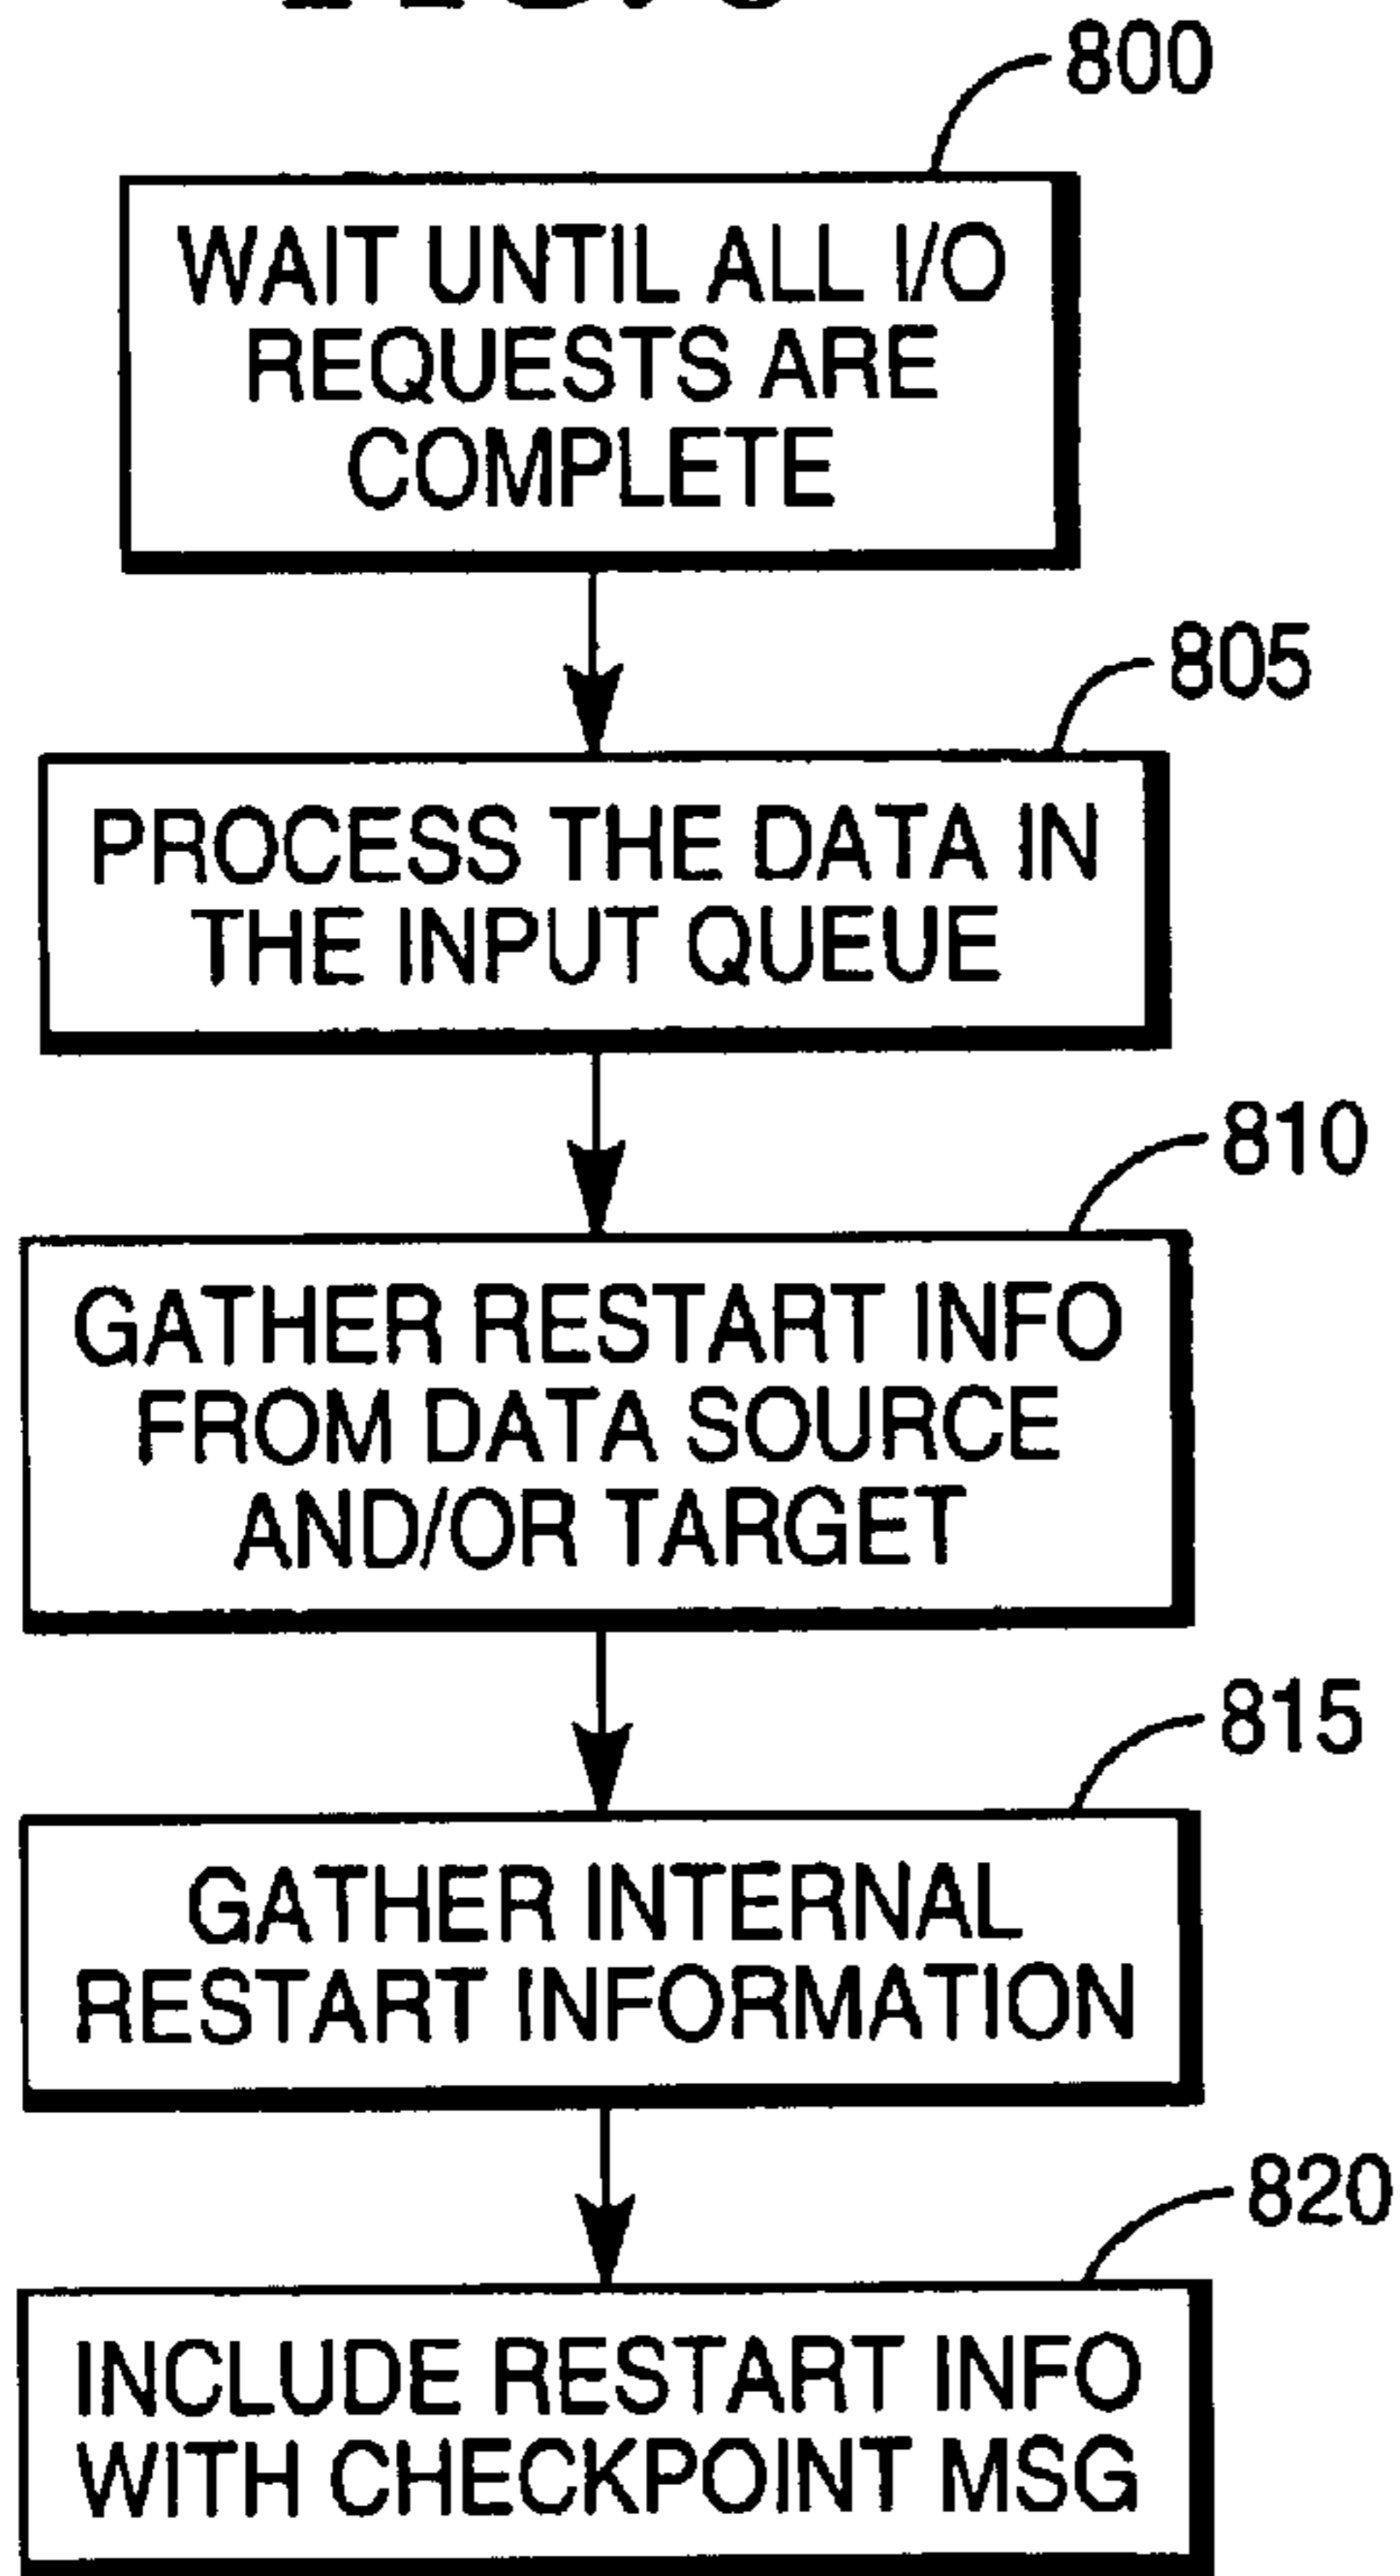 800
WAIT UNTIL ALL I/O
REQUESTS ARE
COMPLETE
805
PROCESS THE DATA IN
THE INPUT QUEUE
810
GATHER RESTART INFO
FROM DATA SOURCE
AND/OR TARGET
815
GATHER INTERNAL
RESTART INFORMATION
820
INCLUDE RESTART INFO
WITH CHECKPOINT MSG